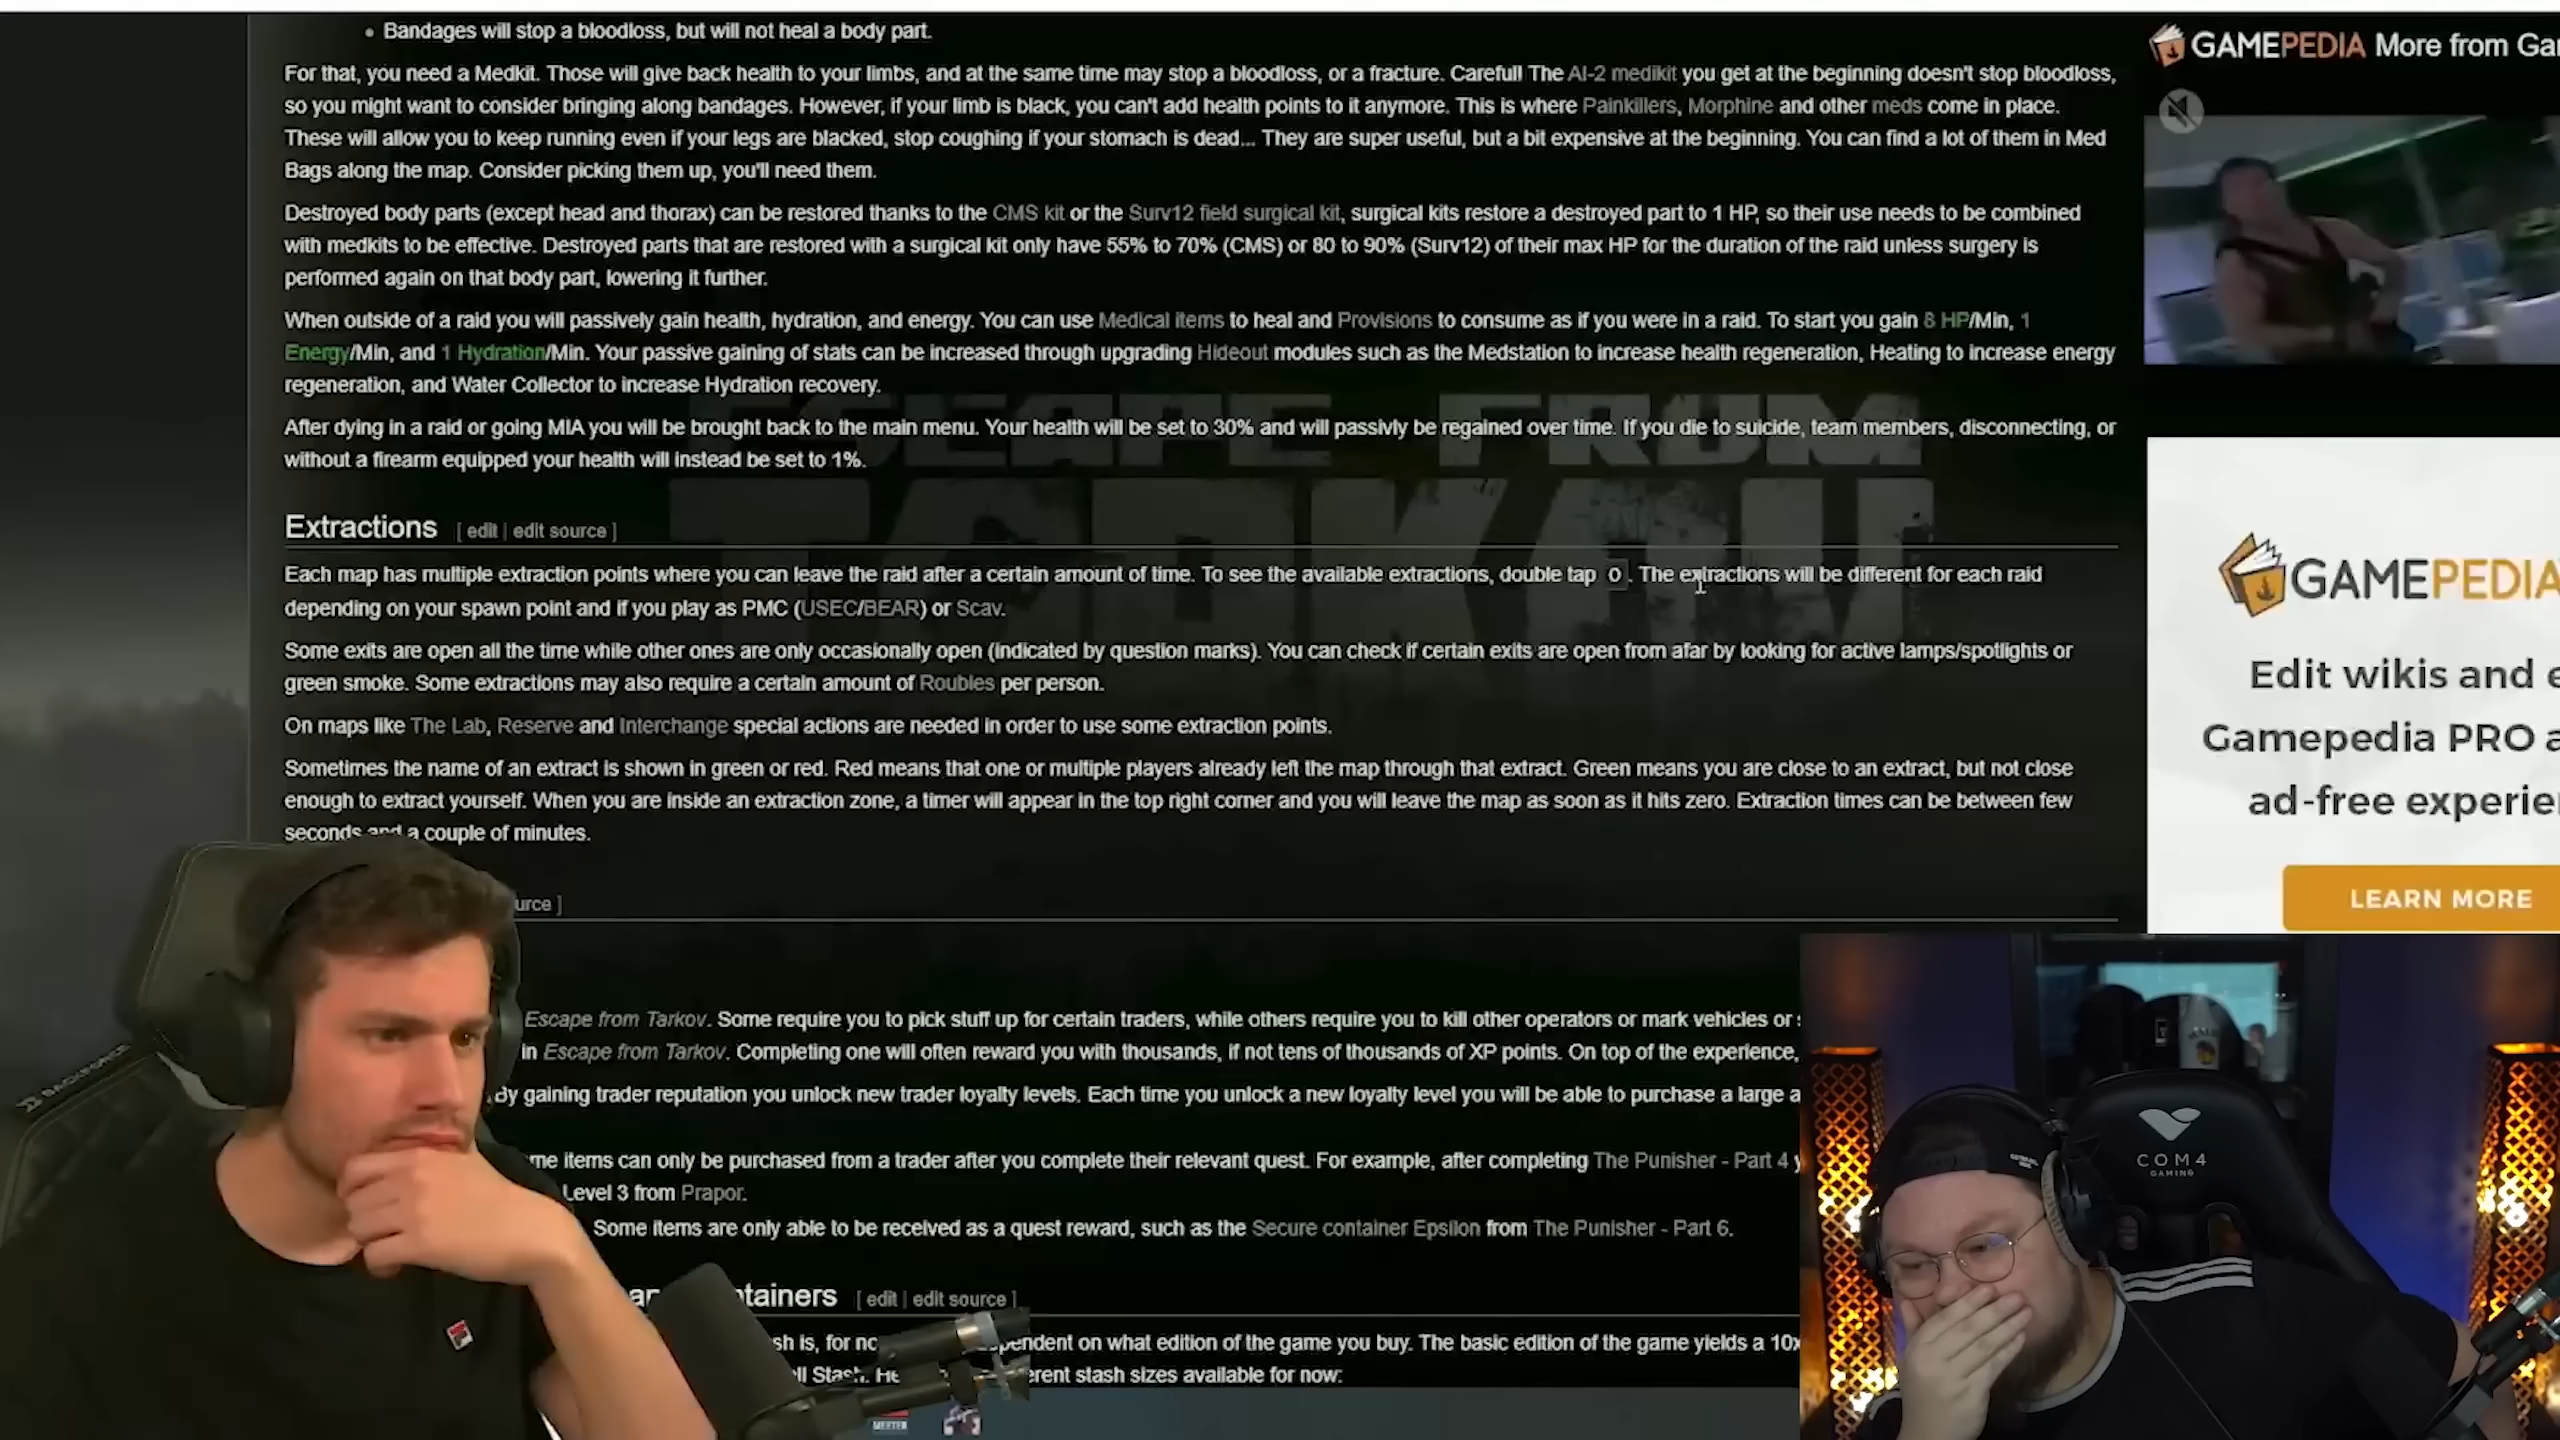 Bandages will stop a bloodloss, but will not heal a body part.
For that, you need a Medkit. Those will give back health to your limbs, and at the same time may stop a bloodloss, or a fracture. Careful! The AI-2 medikit you get at the beginning doesn't stop bloodloss,
so you might want to consider bringing along bandages. However, if your limb is black, you can't add health points to it anymore. This is where Painkillers, Morphine and other meds come in place.
These will allow you to keep running even if your legs are blacked, stop coughing if your stomach is dead... They are super useful, but a bit expensive at the beginning. You can find a lot of them in Med
Bags along the map. Consider picking them up, you'll need them.
Destroyed body parts (except head and thorax) can be restored thanks to the CMS kit or the Surv12 field surgical kit, surgical kits restore a destroyed part to 1 HP, so their use needs to be combined
with medkits to be effective. Destroyed parts that are restored with a surgical kit only have 55% to 70% (CMS) or 80 to 90% (Surv12) of their max HP for the duration of the raid unless surgery is
performed again on that body part, lowering it further.
When outside of a raid you will passively gain health, hydration, and energy. You can use Medical items to heal and Provisions to consume as if you were in a raid. To start you gain 8 HP/Min, 1
Energy/Min, and 1 Hydration/Min. Your passive gaining of stats can be increased through upgrading Hideout modules such as the Medstation to increase health regeneration, Heating to increase energy
regeneration, and Water Collector to increase Hydration recovery.
After dying in a raid or going MIA you will be brought back to the main menu. Your health will be set to 30% and will passivly be regained over time. If you die to suicide, team members, disconnecting, or
without a firearm equipped your health will instead be set to 1%.
ESCAPE FROM
TARKOV
Extractions [ edit | edit source ]
Each map has multiple extraction points where you can leave the raid after a certain amount of time. To see the available extractions, double tap O . The extractions will be different for each raid
depending on your spawn point and if you play as PMC (USEC/BEAR) or Scav.
Some exits are open all the time while other ones are only occasionally open (indicated by question marks). You can check if certain exits are open from afar by looking for active lamps/spotlights or
green smoke. Some extractions may also require a certain amount of Roubles per person.
On maps like The Lab, Reserve and Interchange special actions are needed in order to use some extraction points.
Sometimes the name of an extract is shown in green or red. Red means that one or multiple players already left the map through that extract. Green means you are close to an extract, but not close
enough to extract yourself. When you are inside an extraction zone, a timer will appear in the top right corner and you will leave the map as soon as it hits zero. Extraction times can be between few
seconds and a couple of minutes.
urce ]
Escape from Tarkov. Some require you to pick stuff up for certain traders, while others require you to kill other operators or mark vehicles or
in Escape from Tarkov. Completing one will often reward you with thousands, if not tens of thousands of XP points. On top of the experience,
By gaining trader reputation you unlock new trader loyalty levels. Each time you unlock a new loyalty level you will be able to purchase a large a
me items can only be purchased from a trader after you complete their relevant quest. For example, after completing The Punisher - Part 4 y
Level 3 from Prapor.
Some items are only able to be received as a quest reward, such as the Secure container Epsilon from The Punisher - Part 6.
tainers [ edit | edit source ]
sh is, for no pendent on what edition of the game you buy. The basic edition of the game yields a 10x
ll Stash. He erent stash sizes available for now:
GAMEPEDIA More from Ga
GAMEPEDIA
Edit wikis and e
Gamepedia PRO a
ad-free experie
LEARN MORE
BACKFORCE
COM4
GAMING